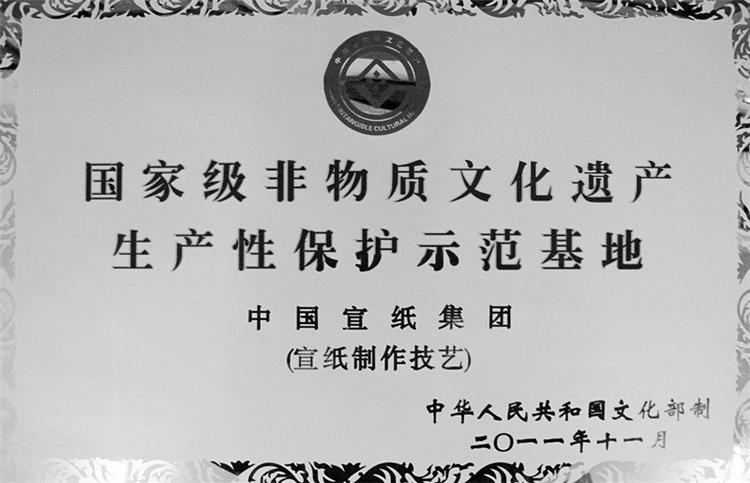 国家级非物质文化遗产
生产性保护示范基地
中国宣纸集团
(宣纸制作技艺)
中华人民共和国文化部制
二〇一一年十一月